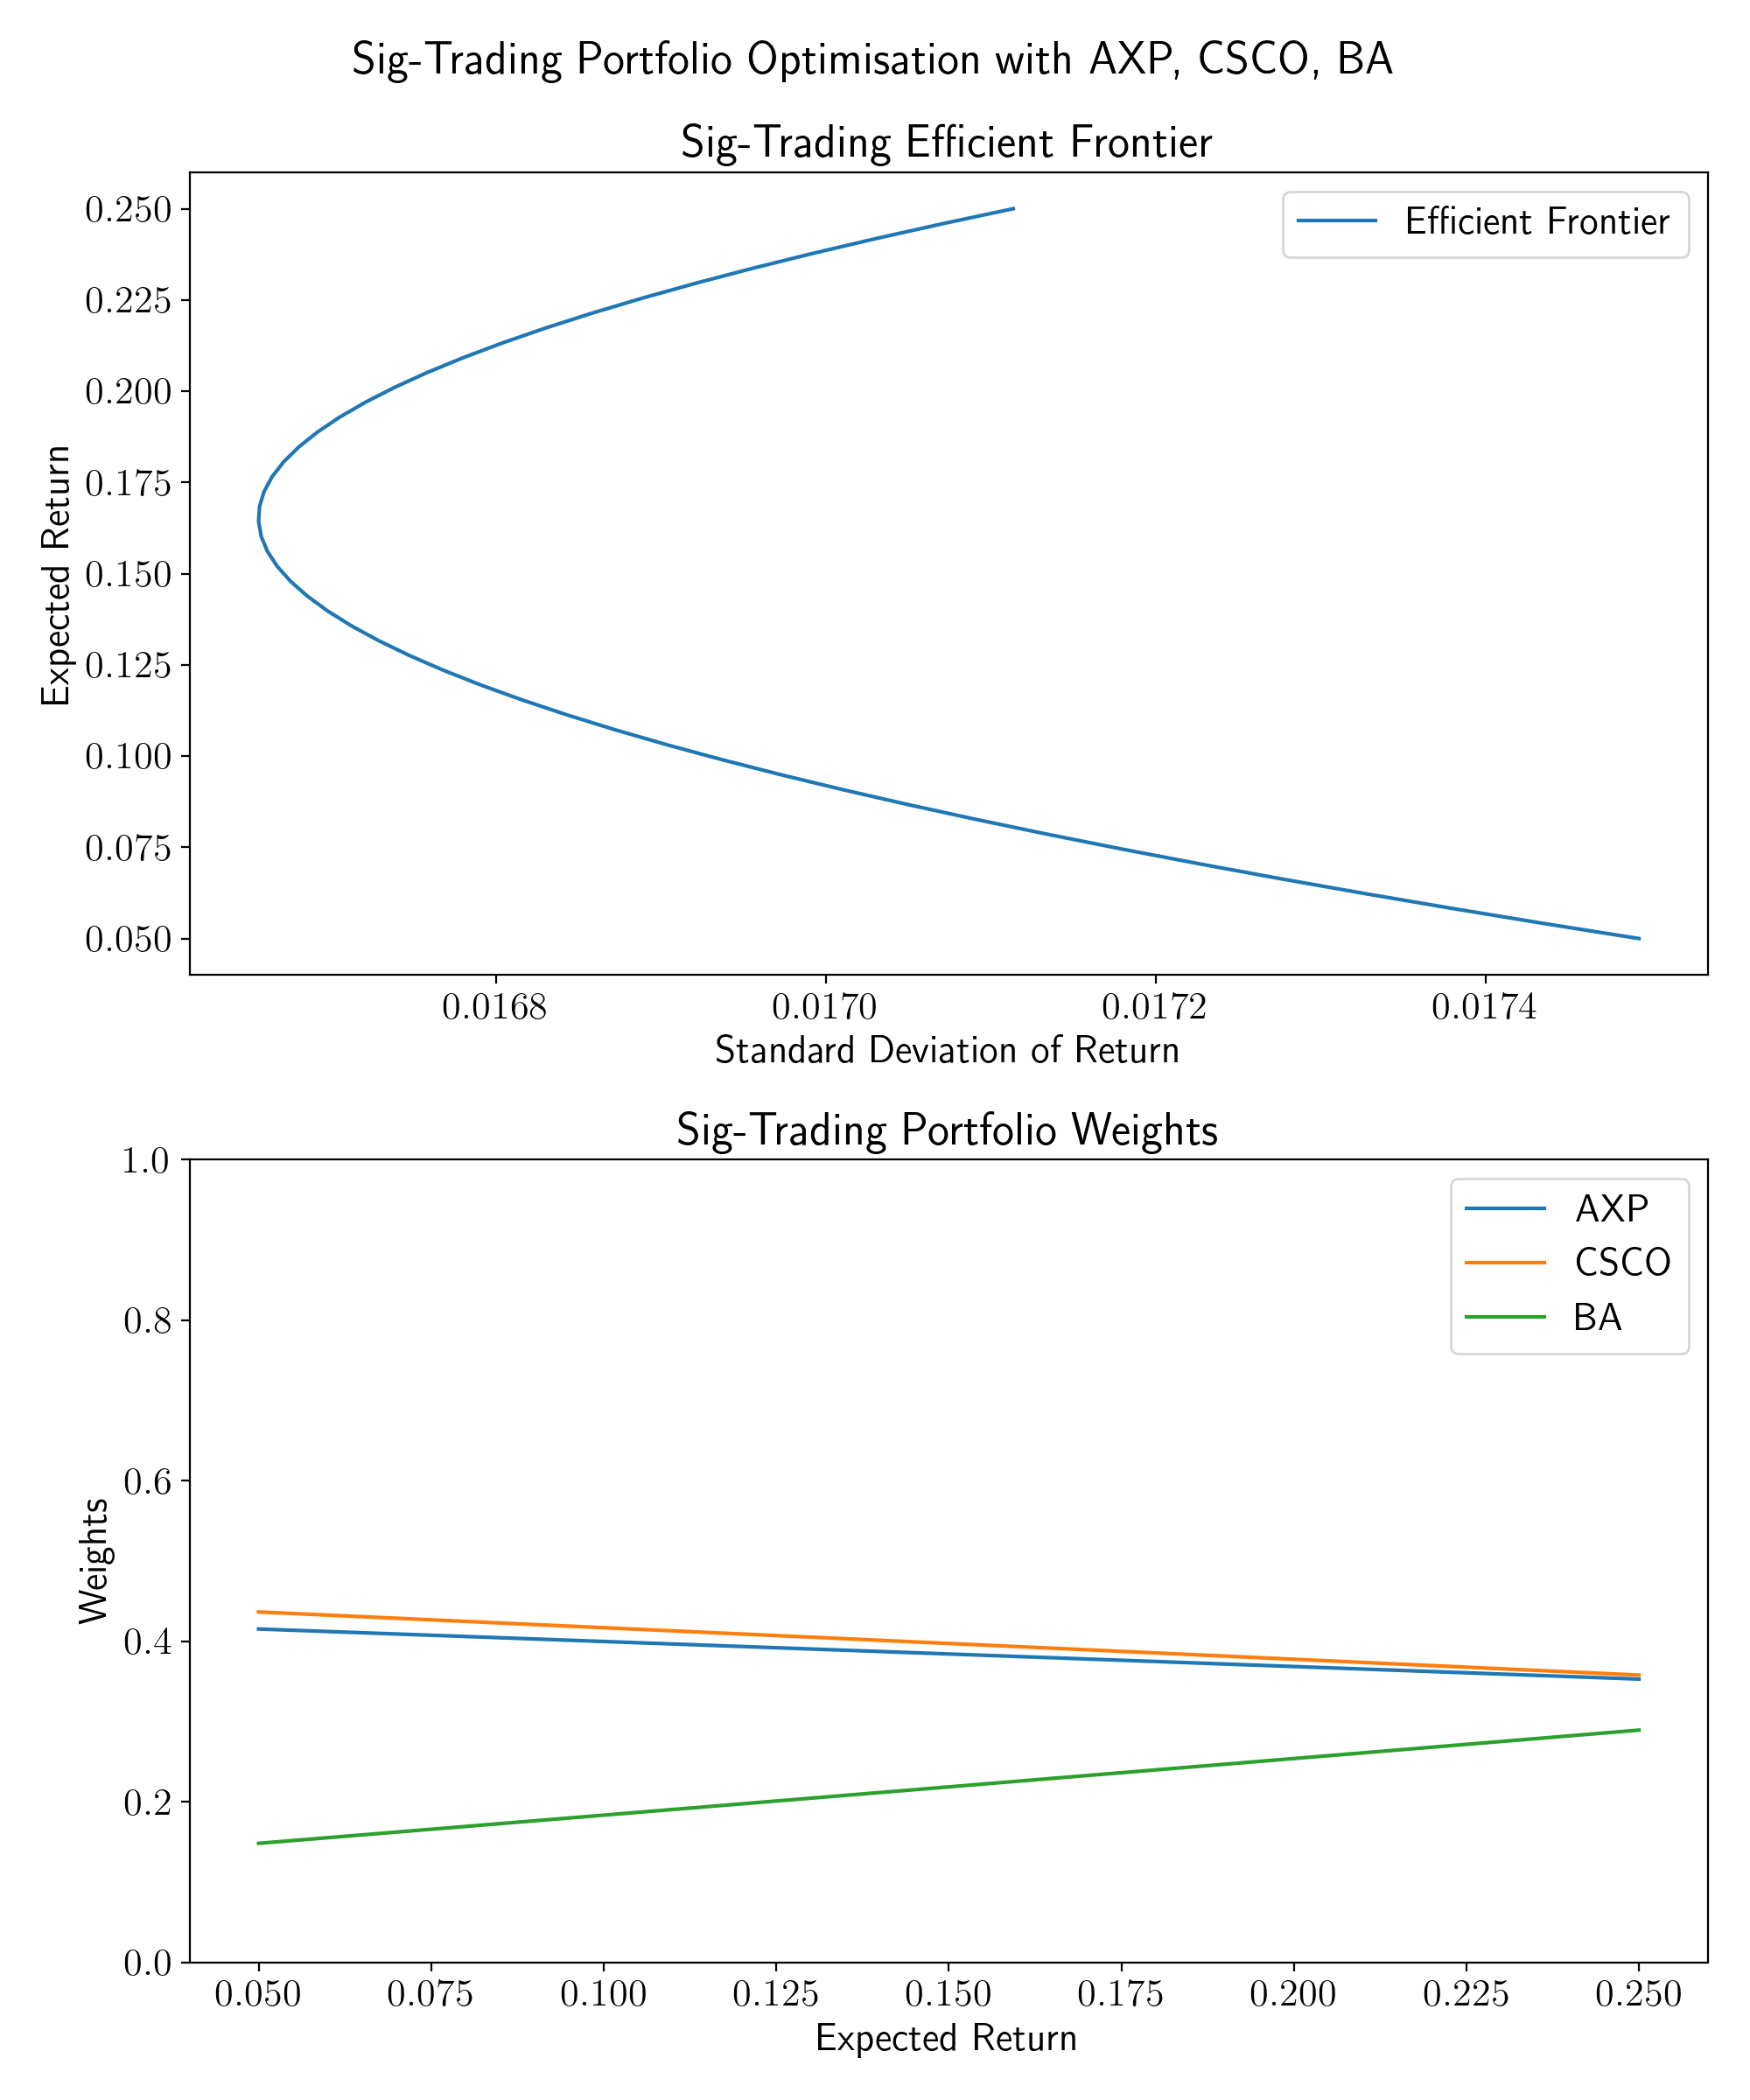 Sig-Trading Portfolio Optimisation with AXP, CSCO, BA
Sig-Trading Efficient Frontier
Efficient Frontier
Expected Return
0.250
0.225
0.200
0.175
0.150
0.125
0.100
0.075
0.050
0.0168 0.0170 0.0172 0.0174
Standard Deviation of Return
Sig-Trading Portfolio Weights
AXP
CSCO
BA
Weights
1.0
0.8
0.6
0.4
0.2
0.0
0.050 0.075 0.100 0.125 0.150 0.175 0.200 0.225 0.250
Expected Return